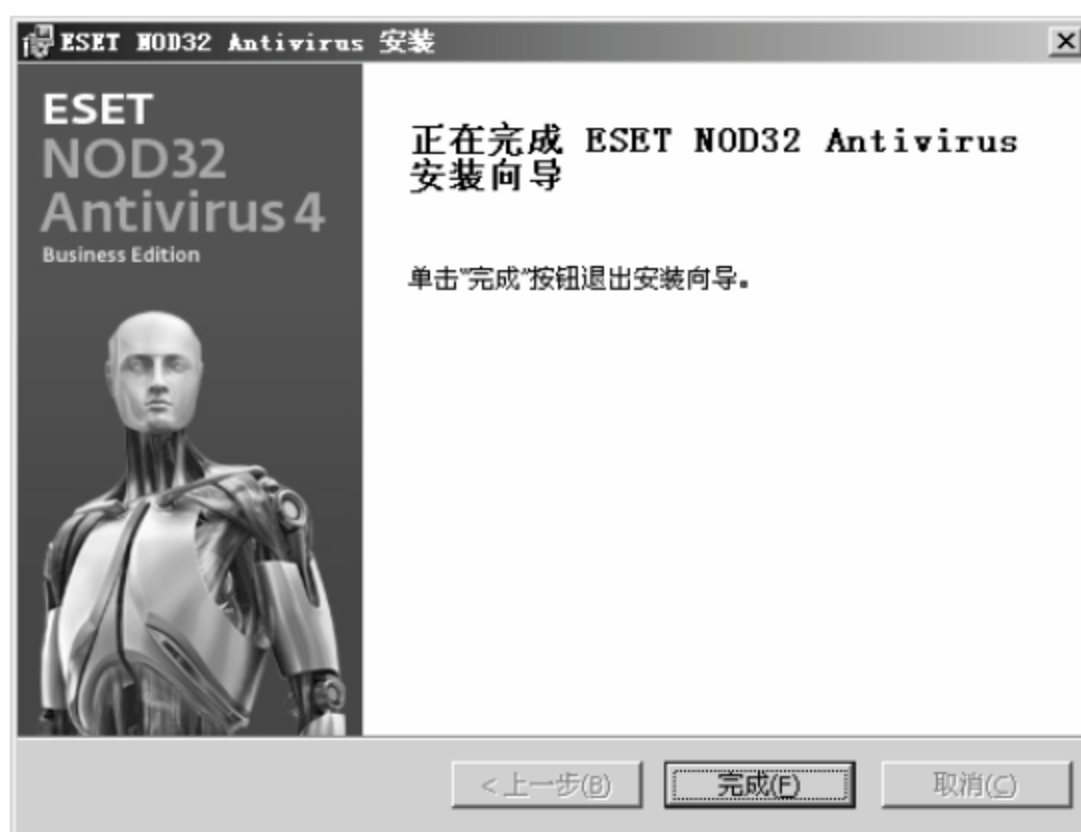 ESET NOD32 Antivirus 安装
ESET
NOD32
Antivirus 4
Business Edition
正在完成 ESET NOD32 Antivirus
安装向导
单击"完成"按钮退出安装向导。
<上一步(B)
完成(F)
取消(C)